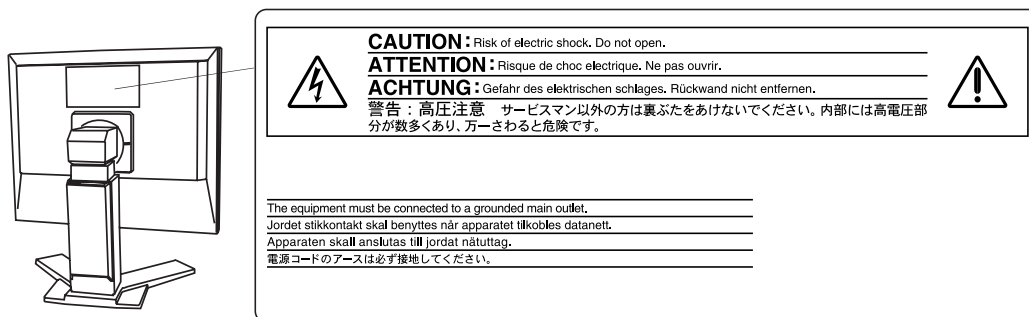 CAUTION : Risk of electric shock. Do not open.
ATTENTION : Risque de choc electrique. Ne pas ouvrir.
ACHTUNG : Gefahr des elektrischen schlages. Rückwand nicht entfernen.
警告：高圧注意　サービスマン以外の方は裏ぶたをあけないでください。内部には高電圧部
分が数多くあり、万一さわると危険です。
The equipment must be connected to a grounded main outlet.
Jordet stikkontakt skal benyttes når apparatet tilkobles datanett.
Apparaten skall anslutas till jordat nätuttag.
電源コードのアースは必ず接地してください。